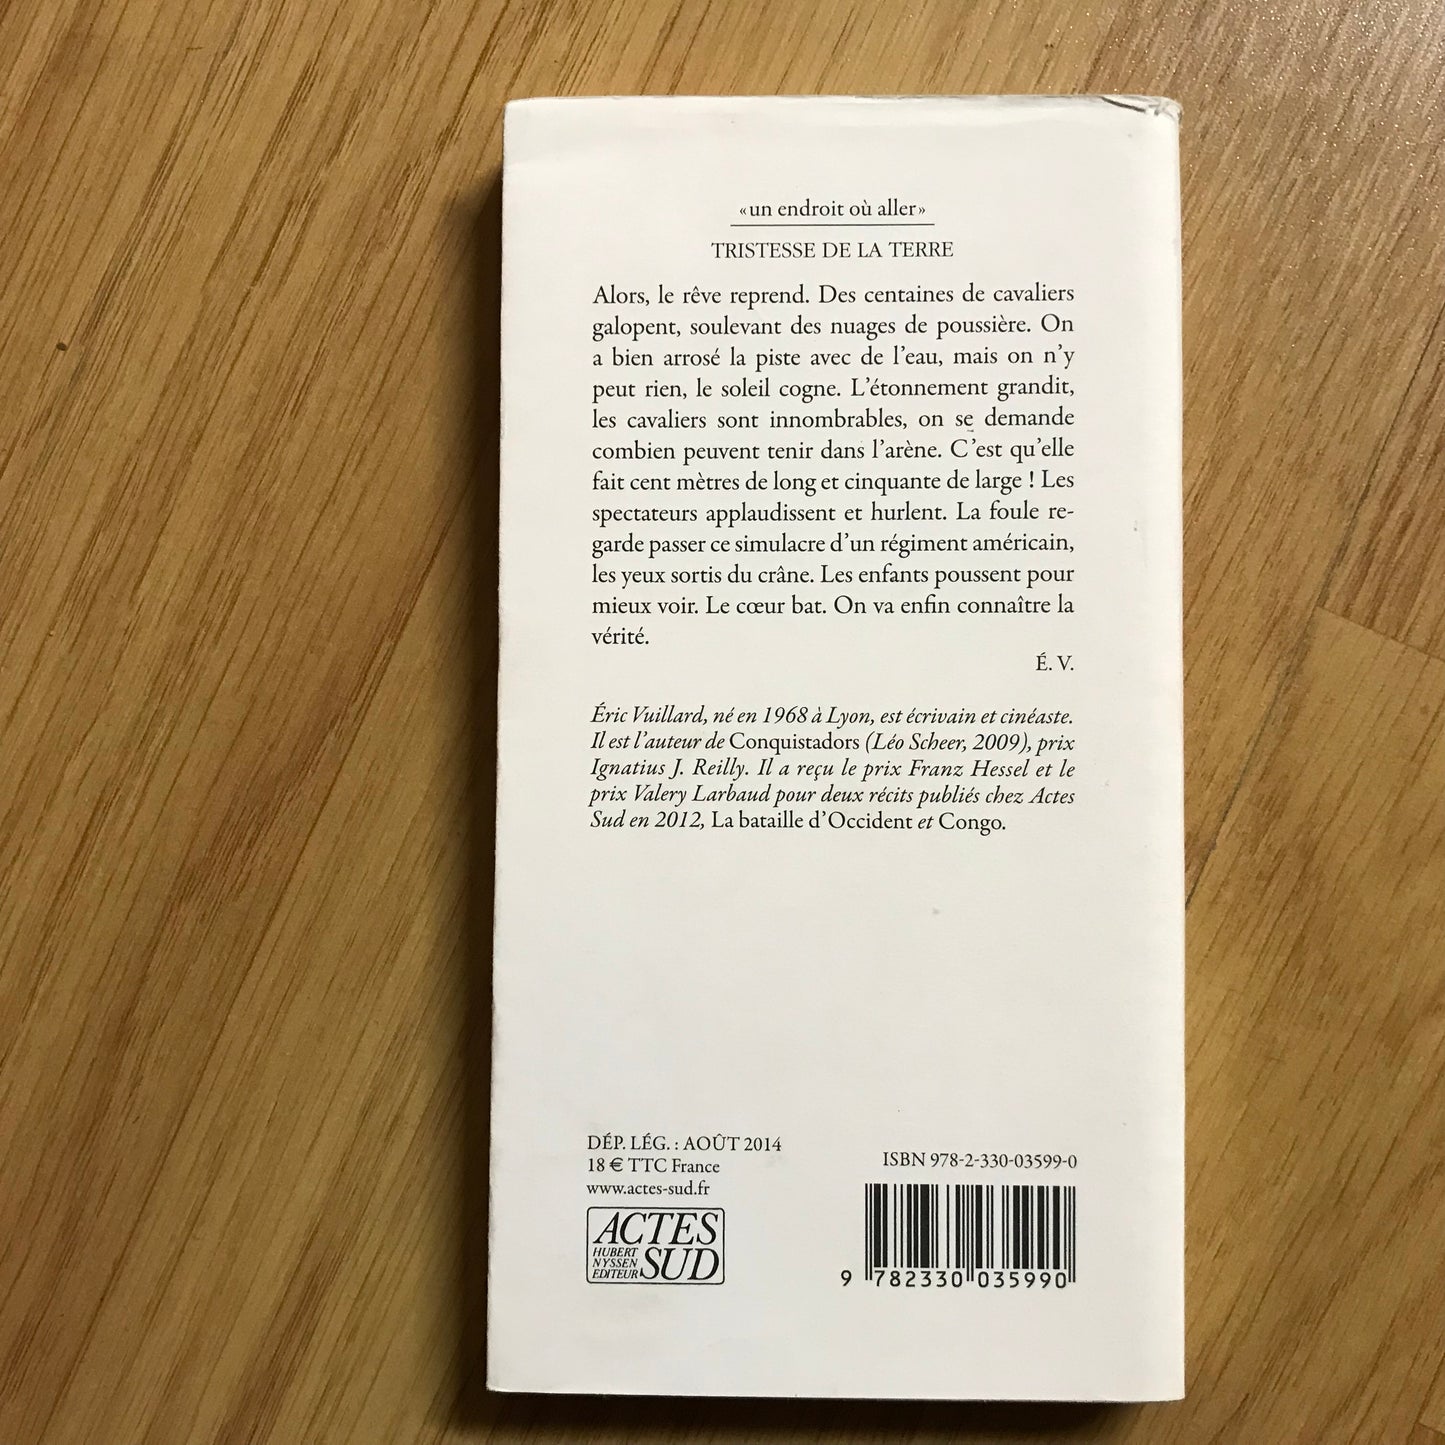 «un endroit où aller»
TRISTESSE DE LA TERRE
Alors, le rêve reprend. Des centaines de cavaliers
galopent, soulevant des nuages de poussière. On
a bien arrosé la piste avec de l'eau, mais on n'y
peut rien, le soleil cogne. L'étonnement grandit,
les cavaliers sont innombrables, on se demande
combien peuvent tenir dans l'arène. C'est qu'elle
fait cent mètres de long et cinquante de large ! Les
spectateurs applaudissent et hurlent. La foule re-
garde passer ce simulacre d'un régiment américain,
les yeux sortis du crâne. Les enfants poussent pour
mieux voir. Le cœur bat. On va enfin connaître la
vérité.
É. V.
Éric Vuillard, né en 1968 à Lyon, est écrivain et cinéaste.
Il est l'auteur de Conquistadors (Léo Scheer, 2009), prix
Ignatius J. Reilly. Il a reçu le prix Franz Hessel et le
prix Valery Larbaud pour deux récits publiés chez Actes
Sud en 2012, La bataille d'Occident et Congo.
DÉP. LÉG. : AOÛT 2014
18 € TTC France
www.actes-sud.fr
ACTES
HUBERT
NYSSEN
EDITEUR
SUD
ISBN 978-2-330-03599-0
9 782330 035990